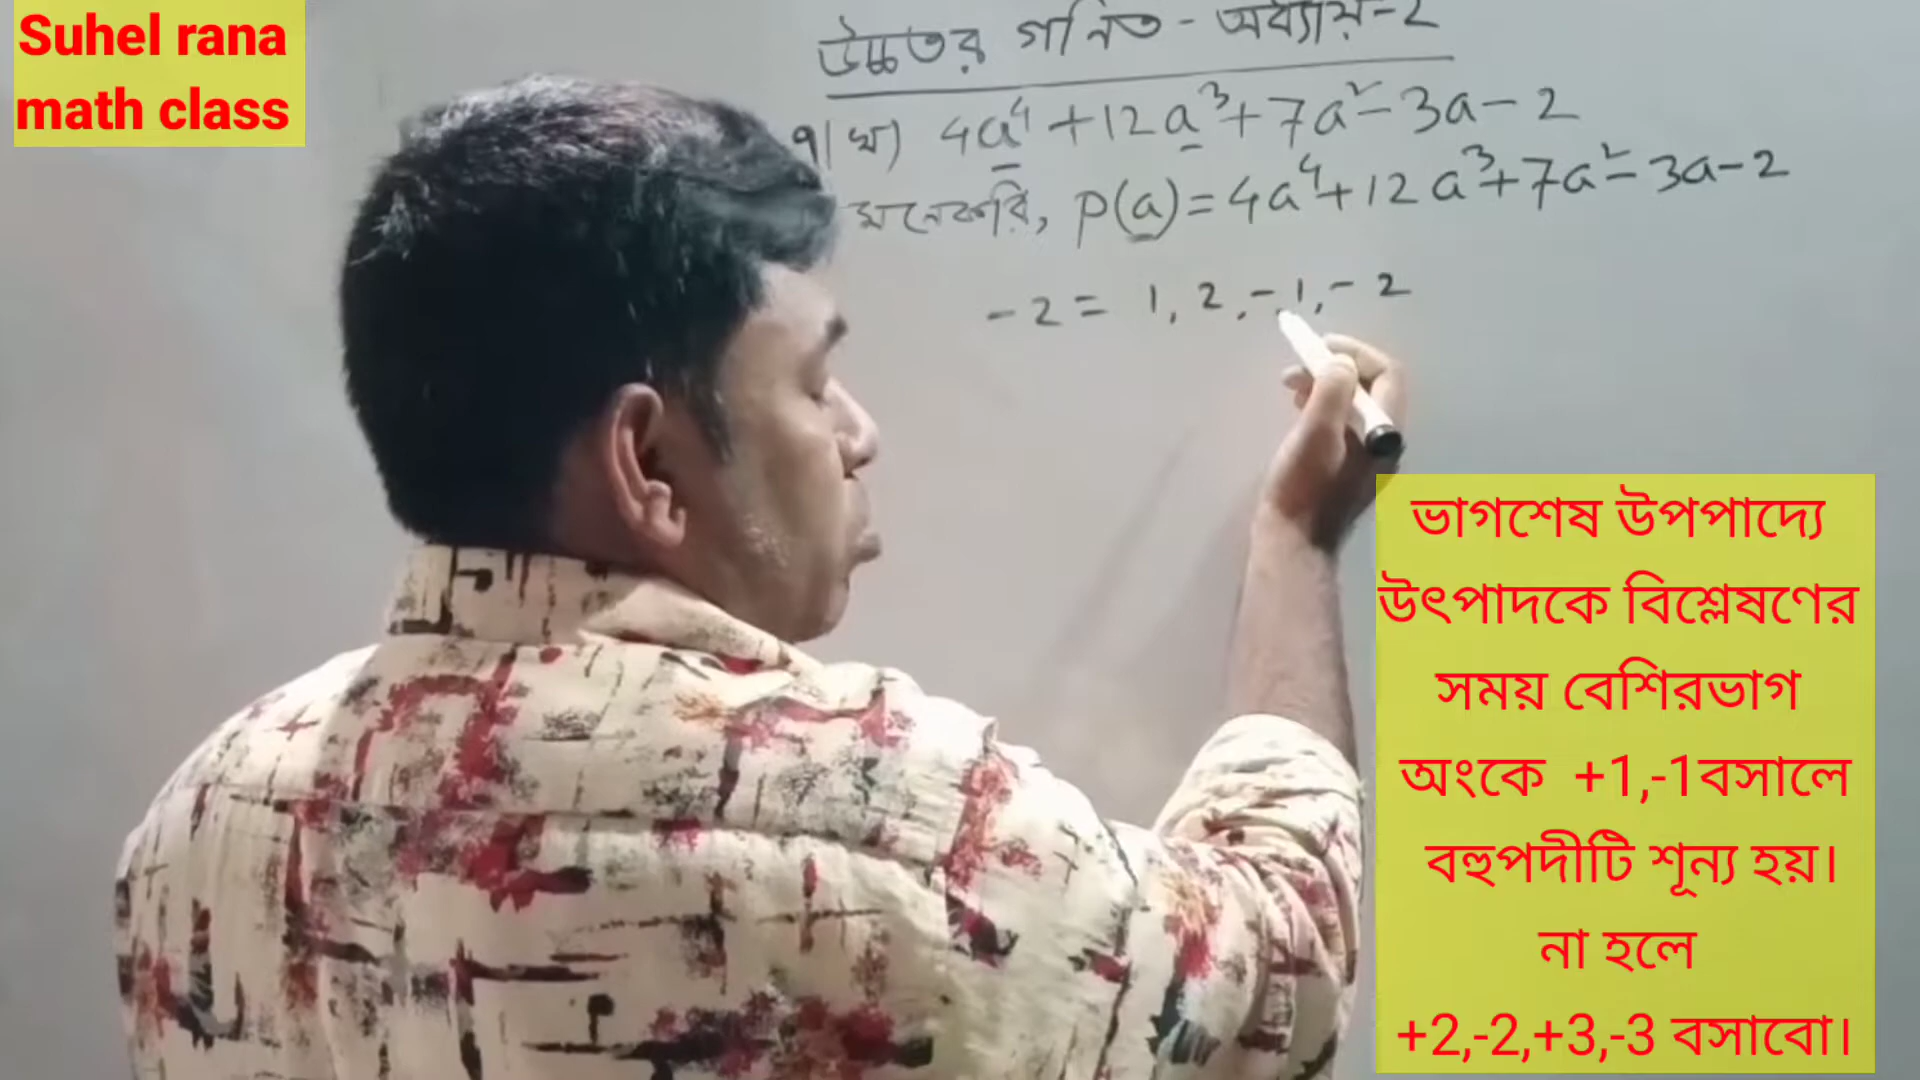 Suhel rana
math class
উচ্চতর গনিত - অধ্যায়-2
৭| খ) 4a⁴ + 12a³ + 7a² - 3a - 2
মনেকরি, p(a) = 4a⁴ + 12a³ + 7a² - 3a - 2
-2 = 1, 2, -1, -2
ভাগশেষ উপপাদ্যে
উৎপাদকে বিশ্লেষণের
সময় বেশিরভাগ
অংকে +1,-1বসালে
বহুপদীটি শূন্য হয়।
না হলে
+2,-2,+3,-3 বসাবো।